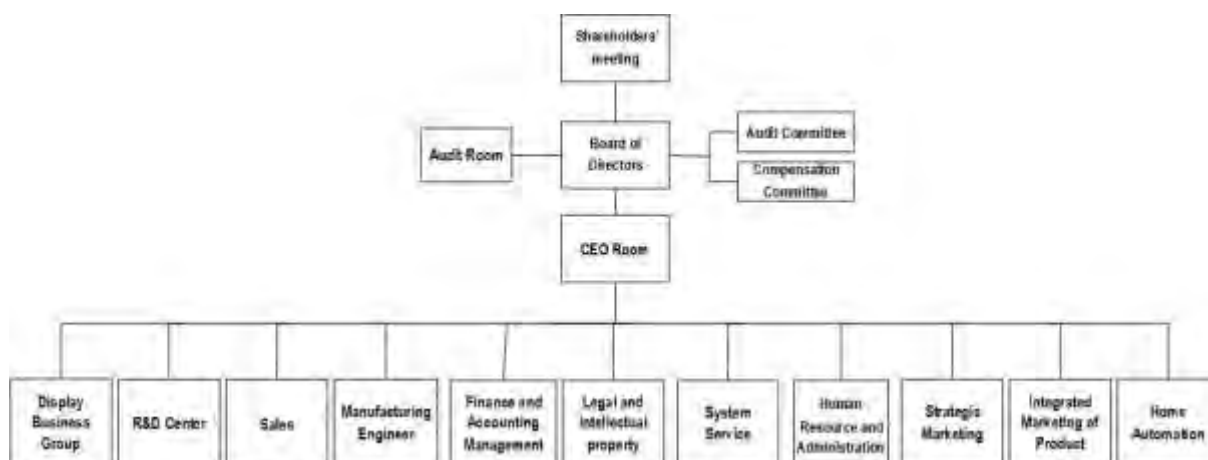 Shareholders'
meeting
Audit Room
Board of
Directors
Audit Committee
Compensation
Committee
CEO Room
Display
Business
Group
R&D Center
Sales
Manufacturing
Engineer
Finance and
Accounting
Management
Legal and
Intellectual
property
System
Service
Human
Resource and
Administration
Strategic
Marketing
Integrated
Marketing of
Product
Home
Automation